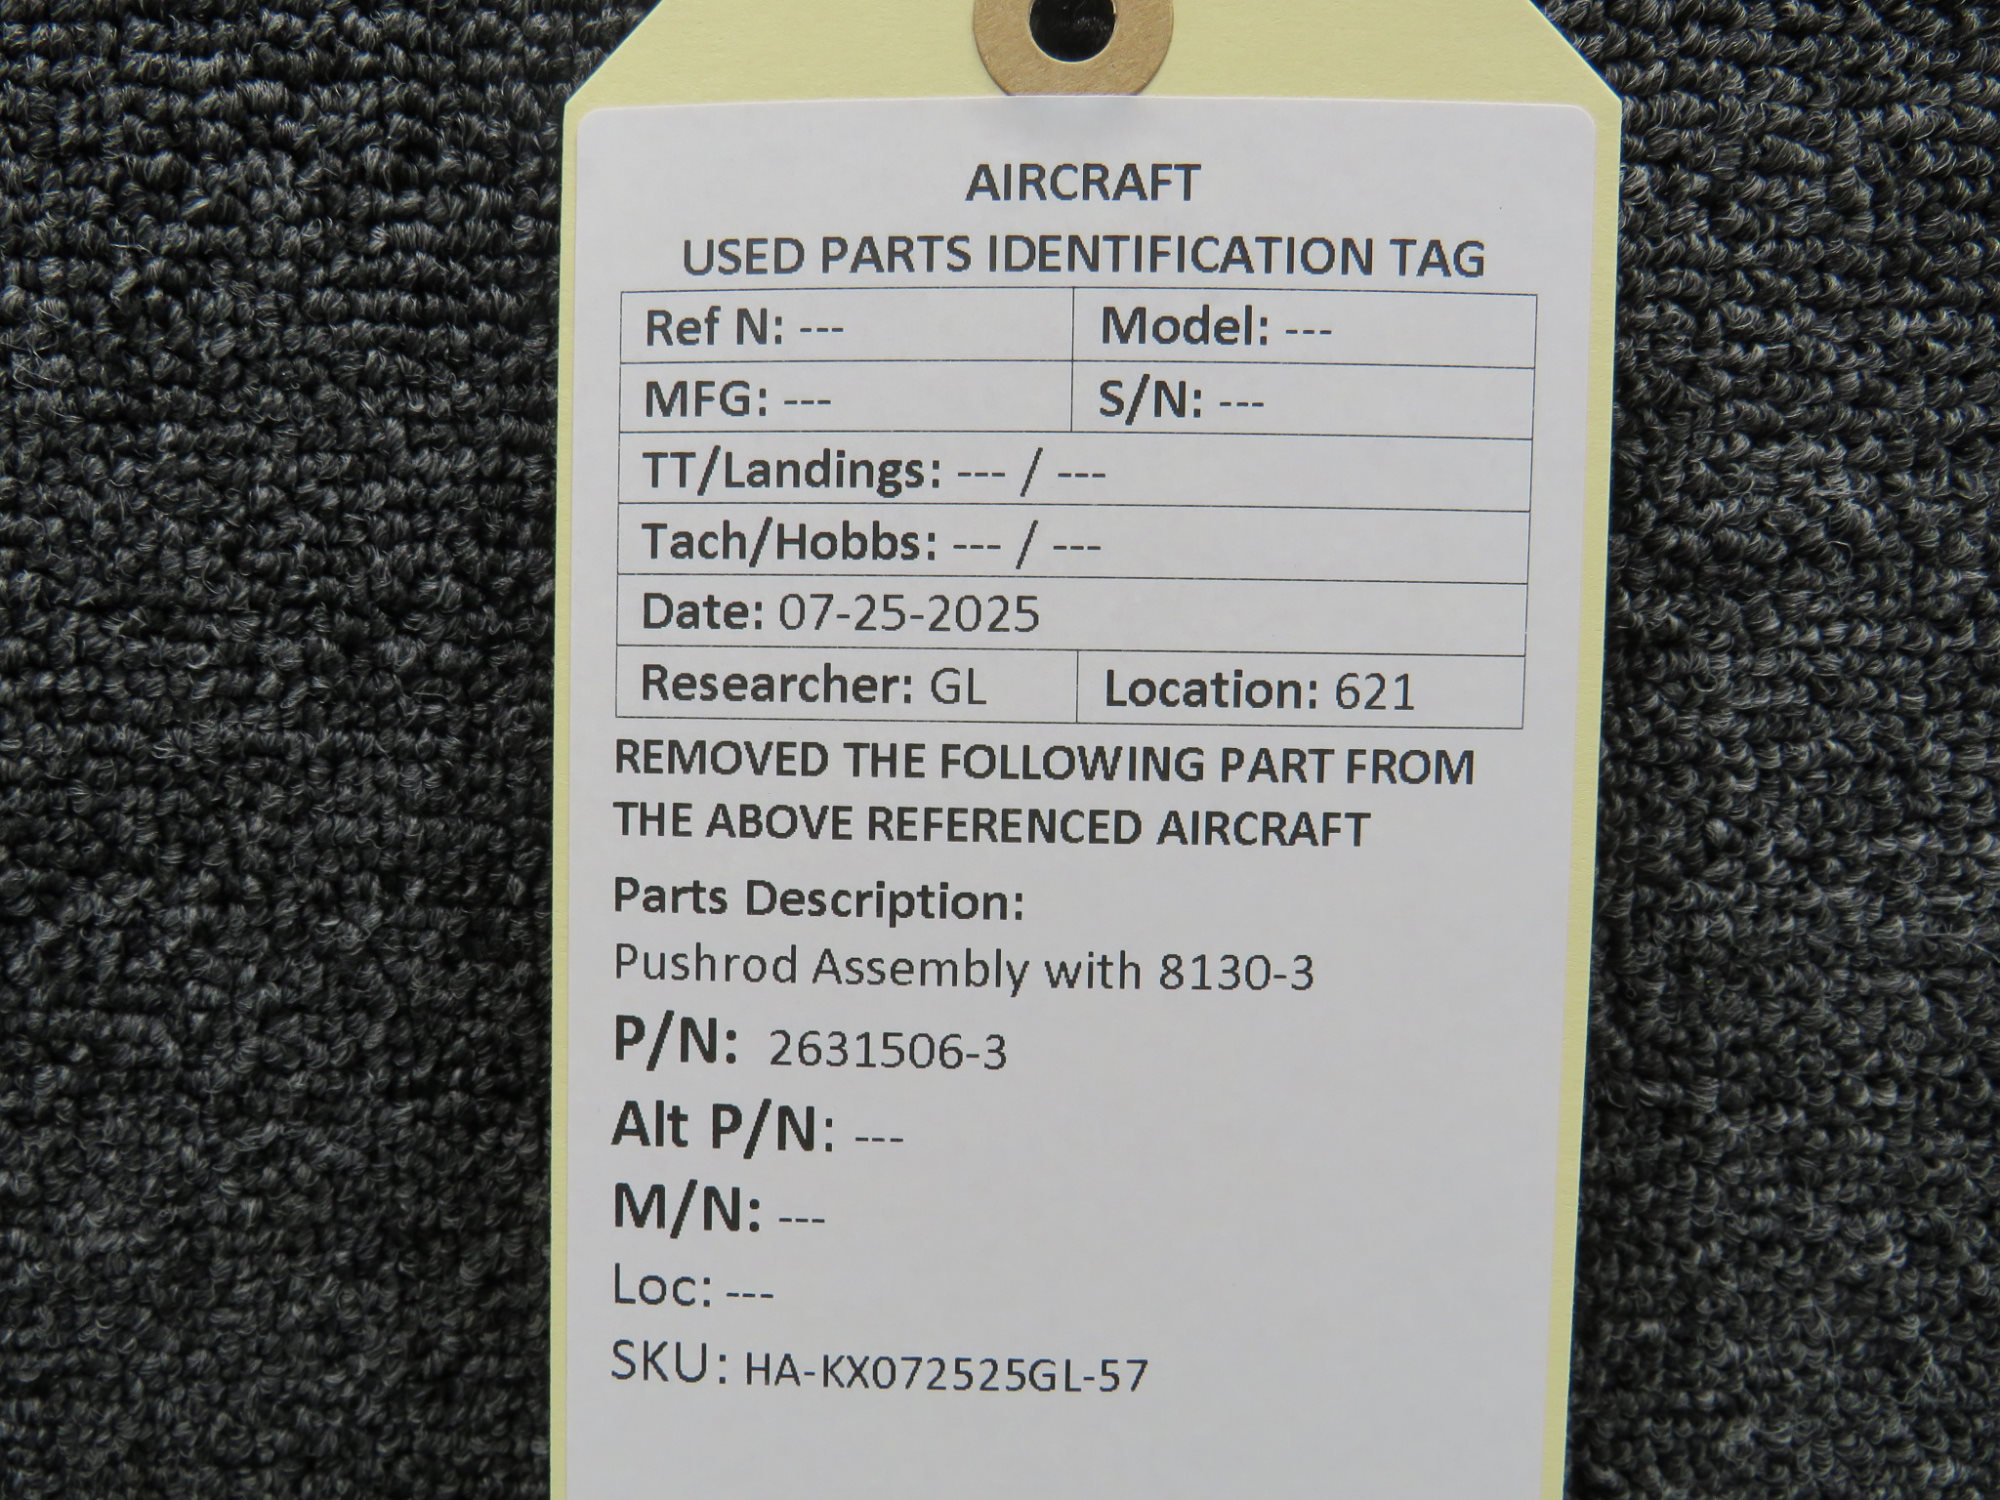 AIRCRAFT
USED PARTS IDENTIFICATION TAG
Ref N: --- Model: ---
MFG: --- S/N: ---
TT/Landings: --- / ---
Tach/Hobbs: --- / ---
Date: 07-25-2025
Researcher: GL Location: 621
REMOVED THE FOLLOWING PART FROM
THE ABOVE REFERENCED AIRCRAFT
Parts Description:
Pushrod Assembly with 8130-3
P/N: 2631506-3
Alt P/N: ---
M/N: ---
Loc: ---
SKU: HA-KX072525GL-57